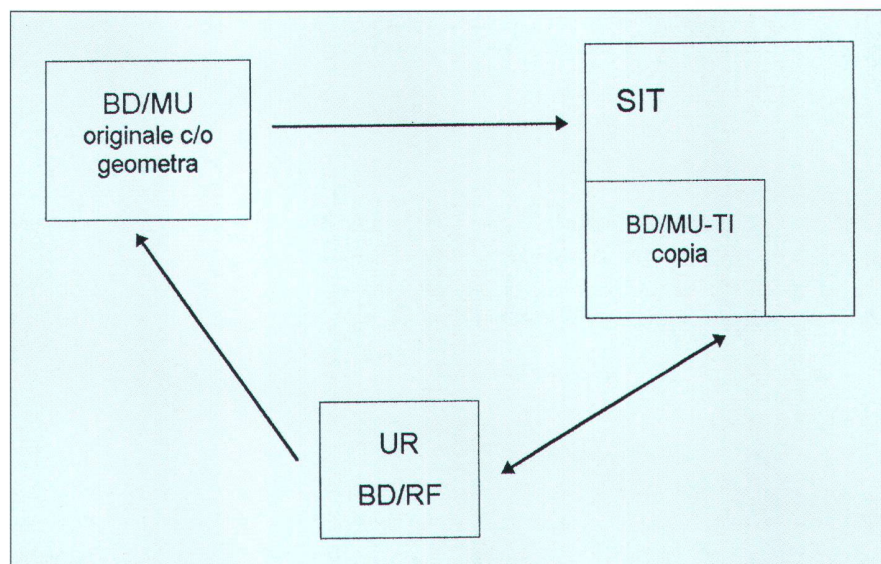 BD/MU
originale c/o
geometra
SIT
BD/MU-TI
copia
UR
BD/RF